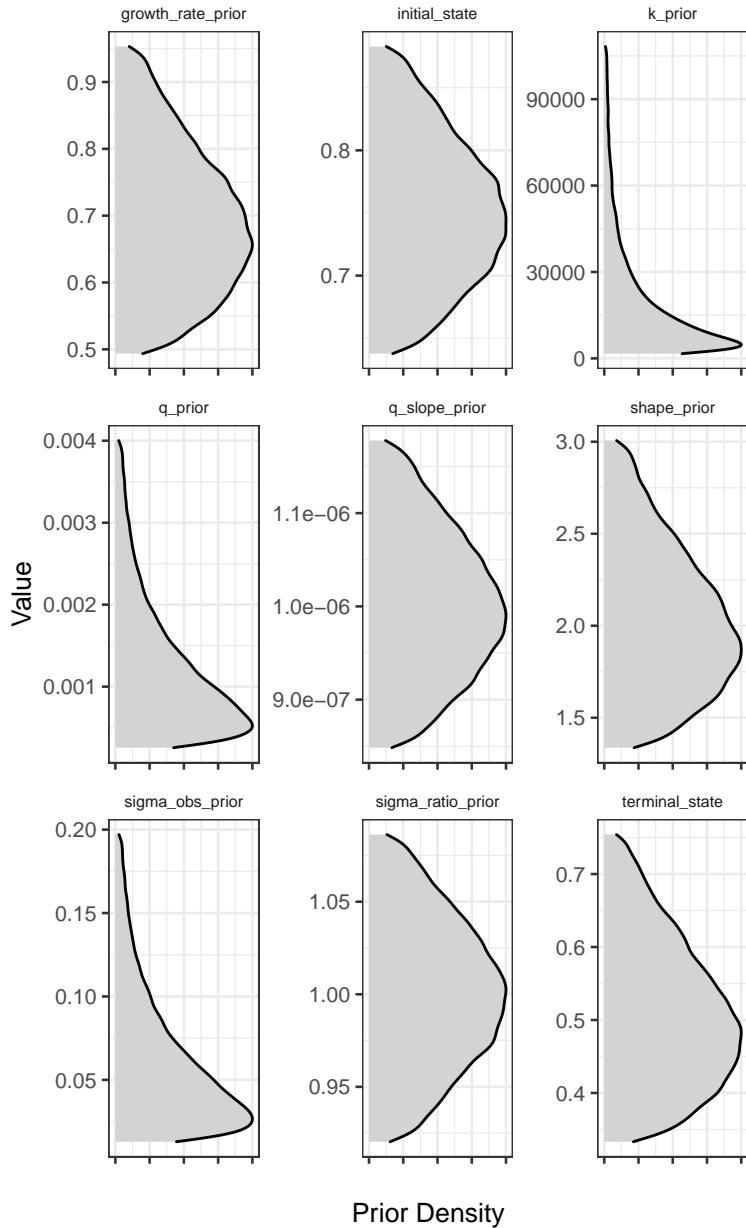 growth_rate_prior
initial_state
k_prior
0.9
0.8
0.7
0.6
0.5
0.8
0.7
90000
60000
30000
0
q_prior
q_slope_prior
shape_prior
0.004
0.003
0.002
0.001
1.1e−06
1.0e−06
9.0e−07
3.0
2.5
2.0
1.5
Value
sigma_obs_prior
sigma_ratio_prior
terminal_state
0.20
0.15
0.10
0.05
1.05
1.00
0.95
0.7
0.6
0.5
0.4
Prior Density